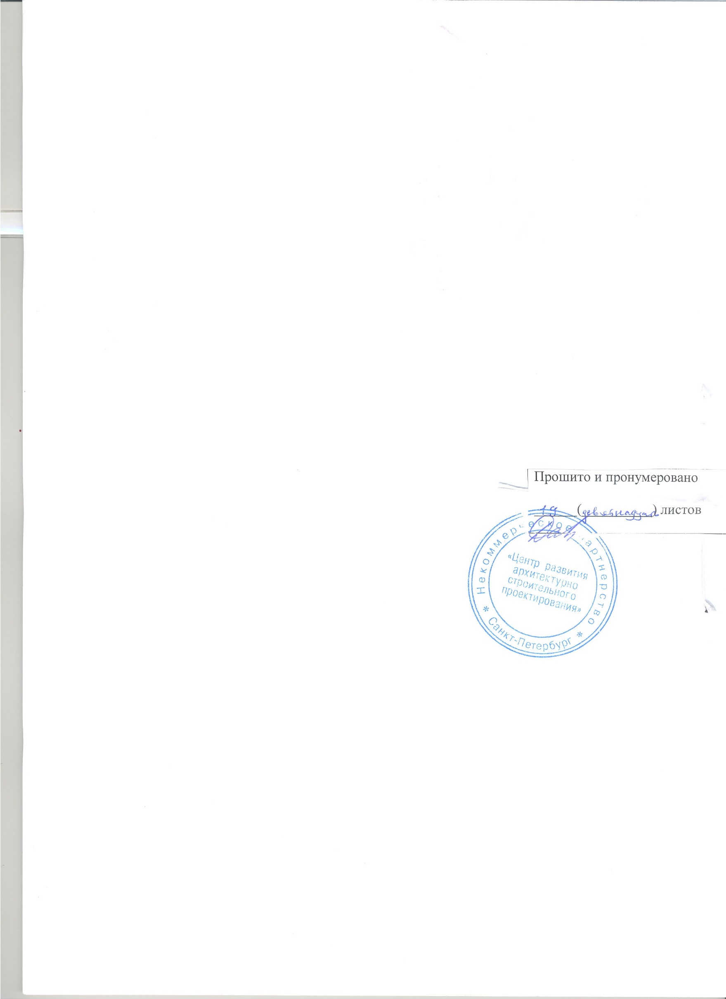 Прошито и пронумеровано
19 (девятнадцать) листов
Некоммерческое партнерство
«Центр развития
архитектурно
строительного
проектирования»
* Санкт-Петербург *